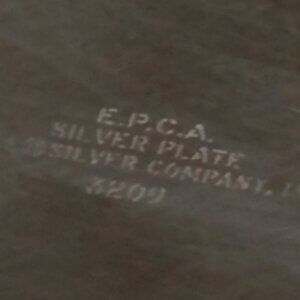 E.P.C.A.
SILVER PLATE
SILVER COMPANY,
3209